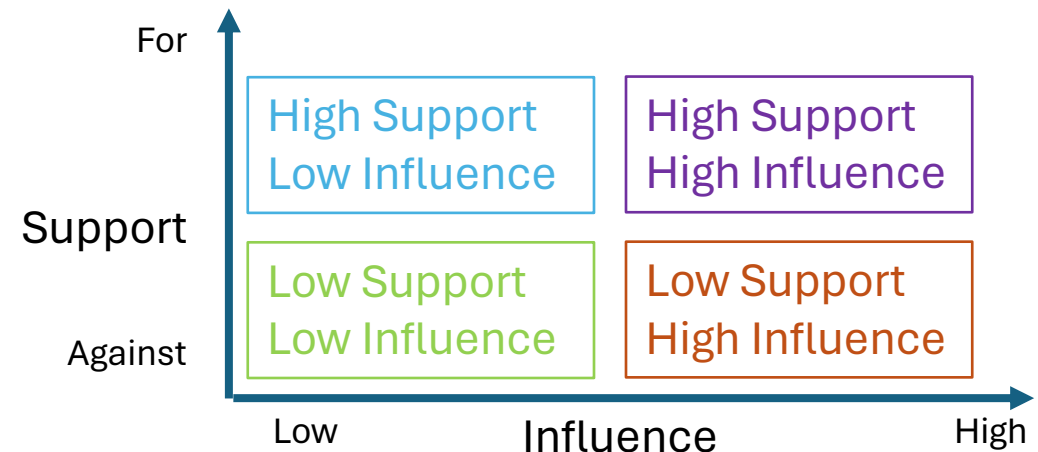 For
High Support
Low Influence
High Support
High Influence
Support
Low Support
Low Influence
Low Support
High Influence
Against
Low
Influence
High